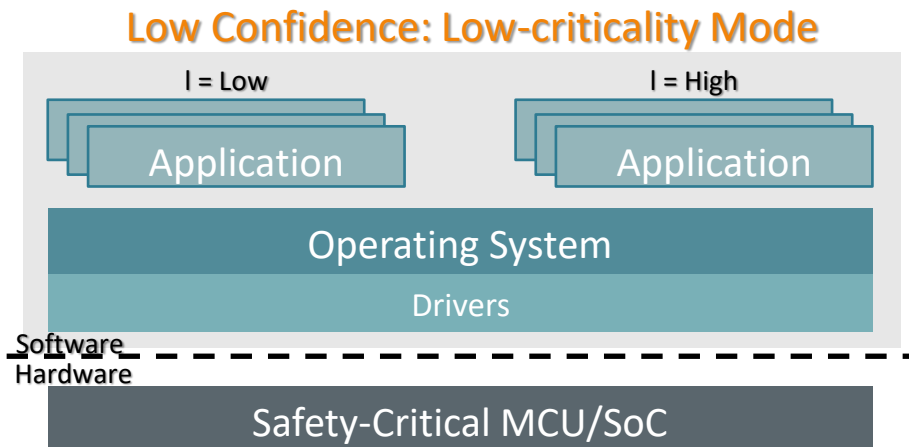 Low Confidence: Low-criticality Mode
l = Low
l = High
Application
Application
Operating System
Drivers
Software
Hardware
Safety-Critical MCU/SoC